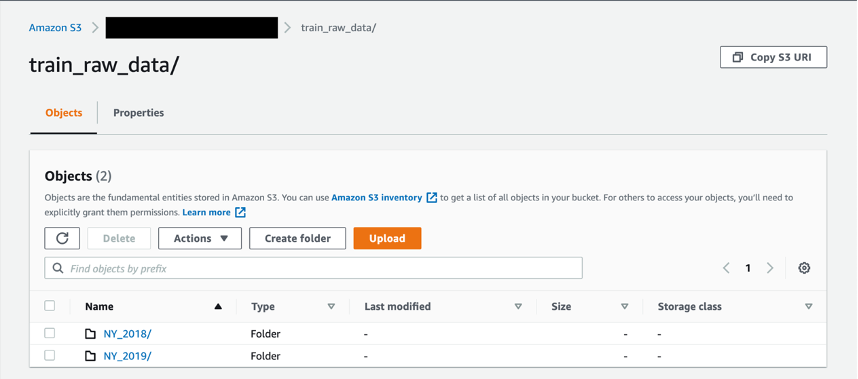 Amazon S3 > > train_raw_data/
train_raw_data/
Copy S3 URI
Objects Properties
Objects (2)
Objects are the fundamental entities stored in Amazon S3. You can use Amazon S3 inventory to get a list of all objects in your bucket. For others to access your objects, you'll need to
explicitly grant them permissions. Learn more
Delete Actions Create folder Upload
Find objects by prefix
1
Name Type Last modified Size Storage class
NY_2018/ Folder - - -
NY_2019/ Folder - - -